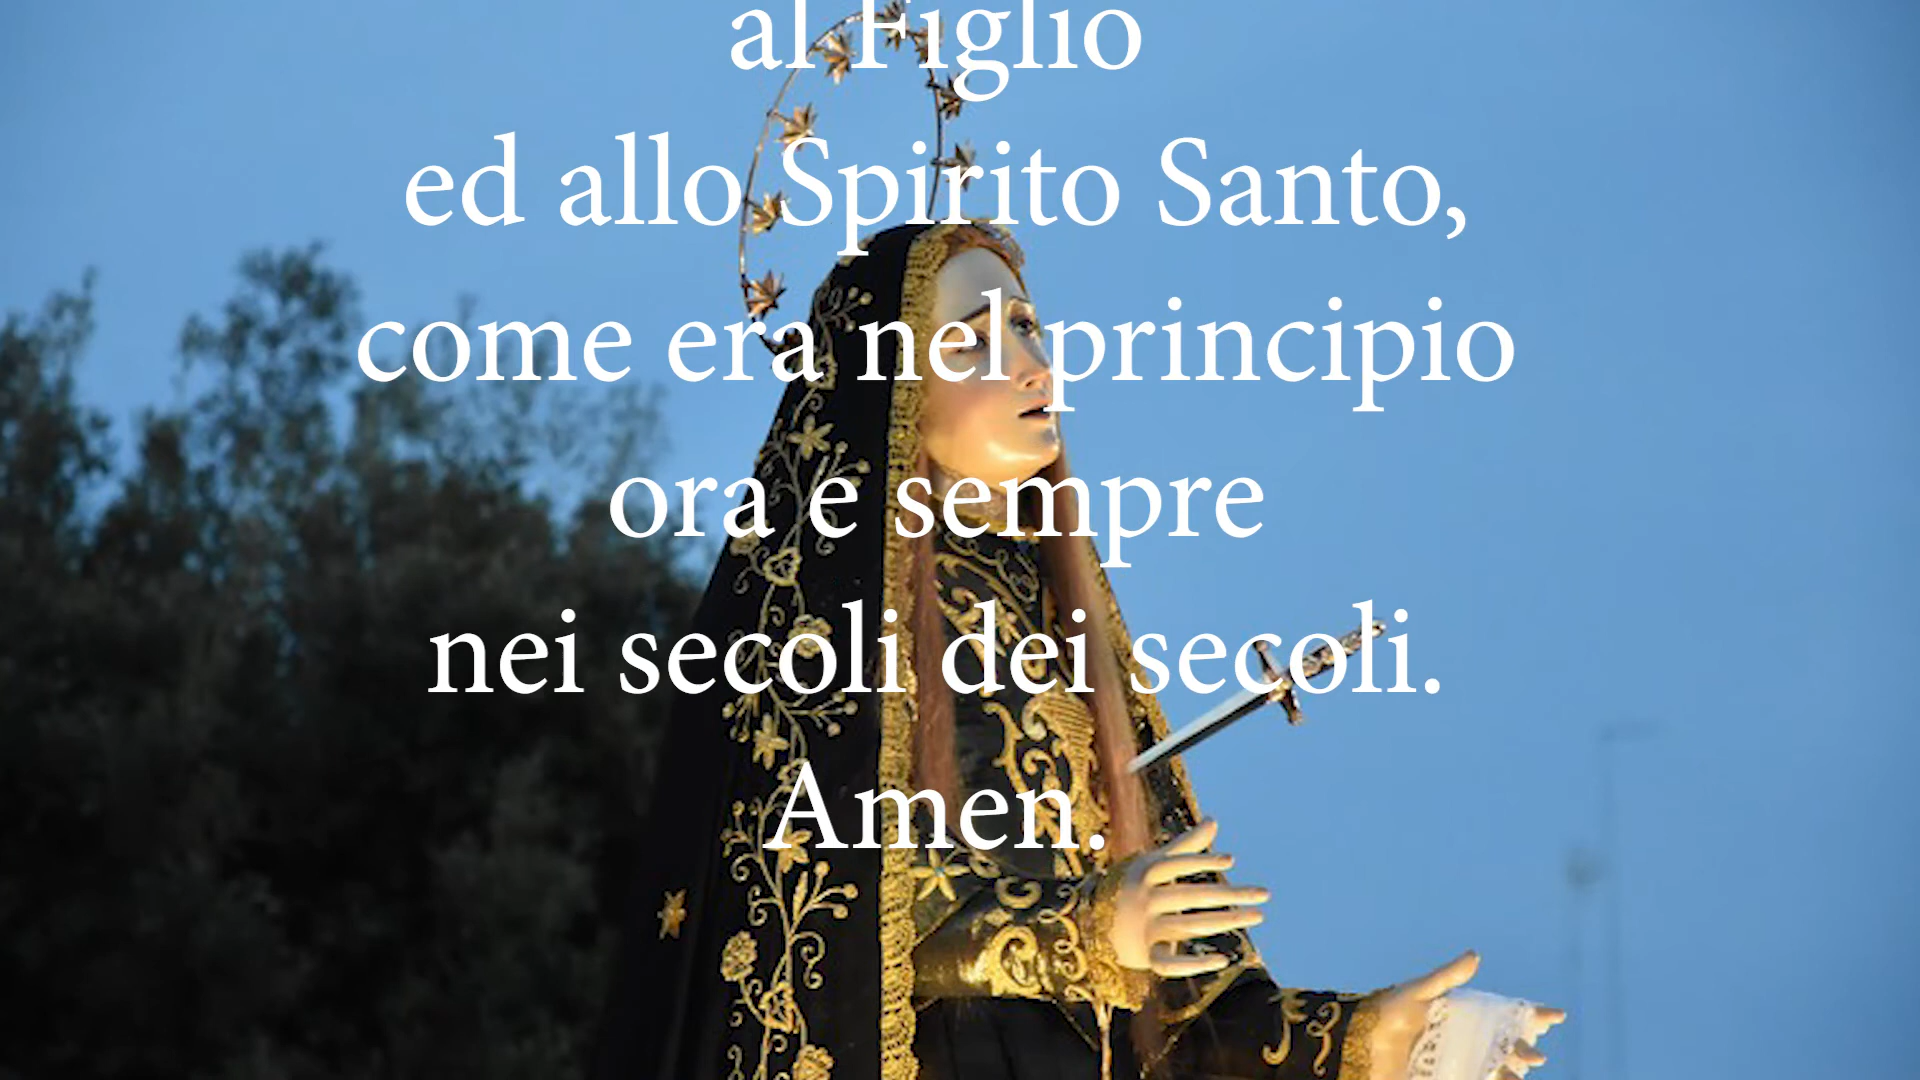 al Figlio
ed allo Spirito Santo,
come era nel principio
ora e sempre
nei secoli dei secoli.
Amen.